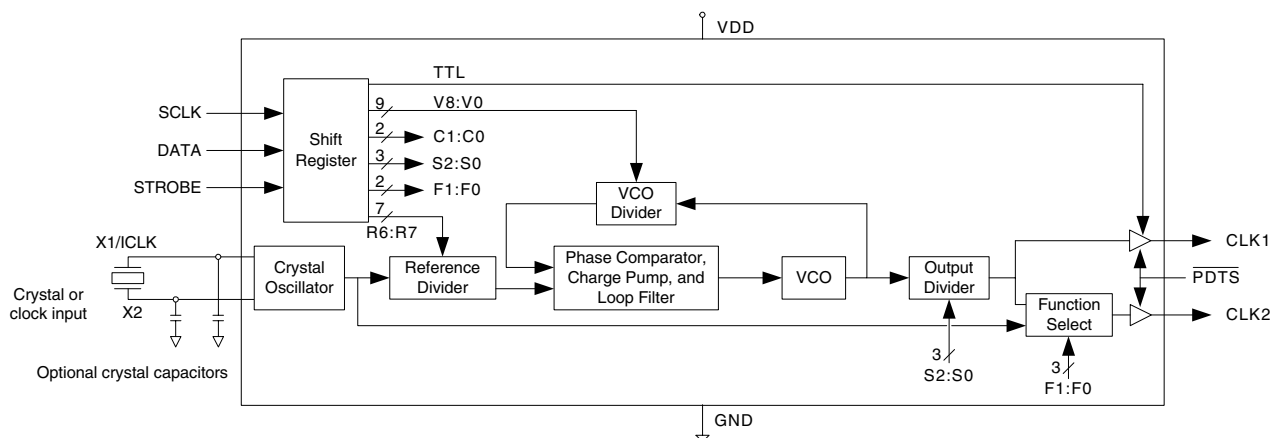 VDD
TTL
9
V8:V0
SCLK
2
C1:C0
Shift
Register
DATA
3
S2:S0
STROBE
2
F1:F0
7
R6:R7
VCO
Divider
X1/ICLK
Crystal
Oscillator
Reference
Divider
Phase Comparator,
Charge Pump, and
Loop Filter
VCO
Output
Divider
CLK1
PDTS
Crystal or
clock input
X2
Function
Select
CLK2
Optional crystal capacitors
3
S2:S0
3
F1:F0
GND